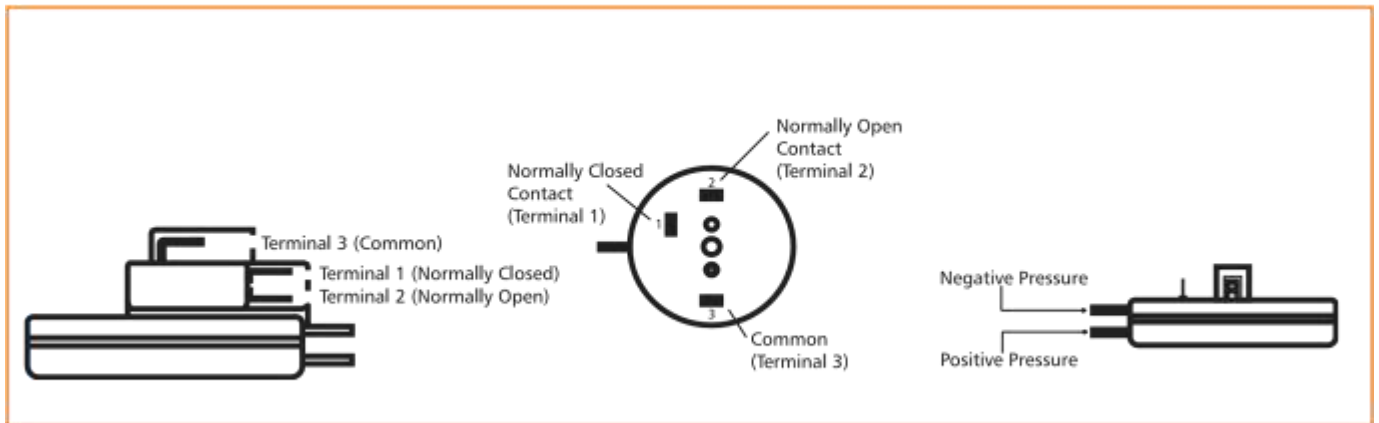 Terminal 3 (Common)
Terminal 1 (Normally Closed)
Terminal 2 (Normally Open)
Normally Closed
Contact
(Terminal 1)
Normally Open
Contact
(Terminal 2)
2
1
3
Common
(Terminal 3)
Negative Pressure
Positive Pressure